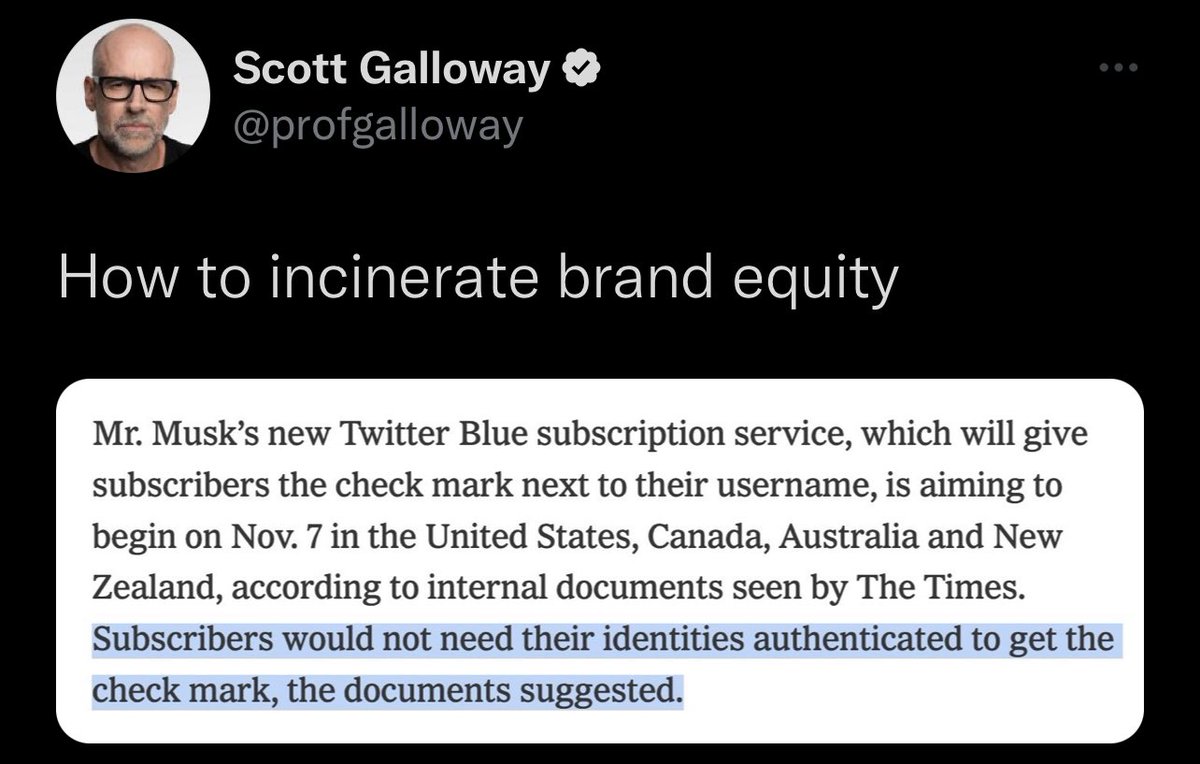 Scott Galloway
@profgalloway
How to incinerate brand equity
Mr. Musk’s new Twitter Blue subscription service, which will give
subscribers the check mark next to their username, is aiming to
begin on Nov. 7 in the United States, Canada, Australia and New
Zealand, according to internal documents seen by The Times.
Subscribers would not need their identities authenticated to get the
check mark, the documents suggested.